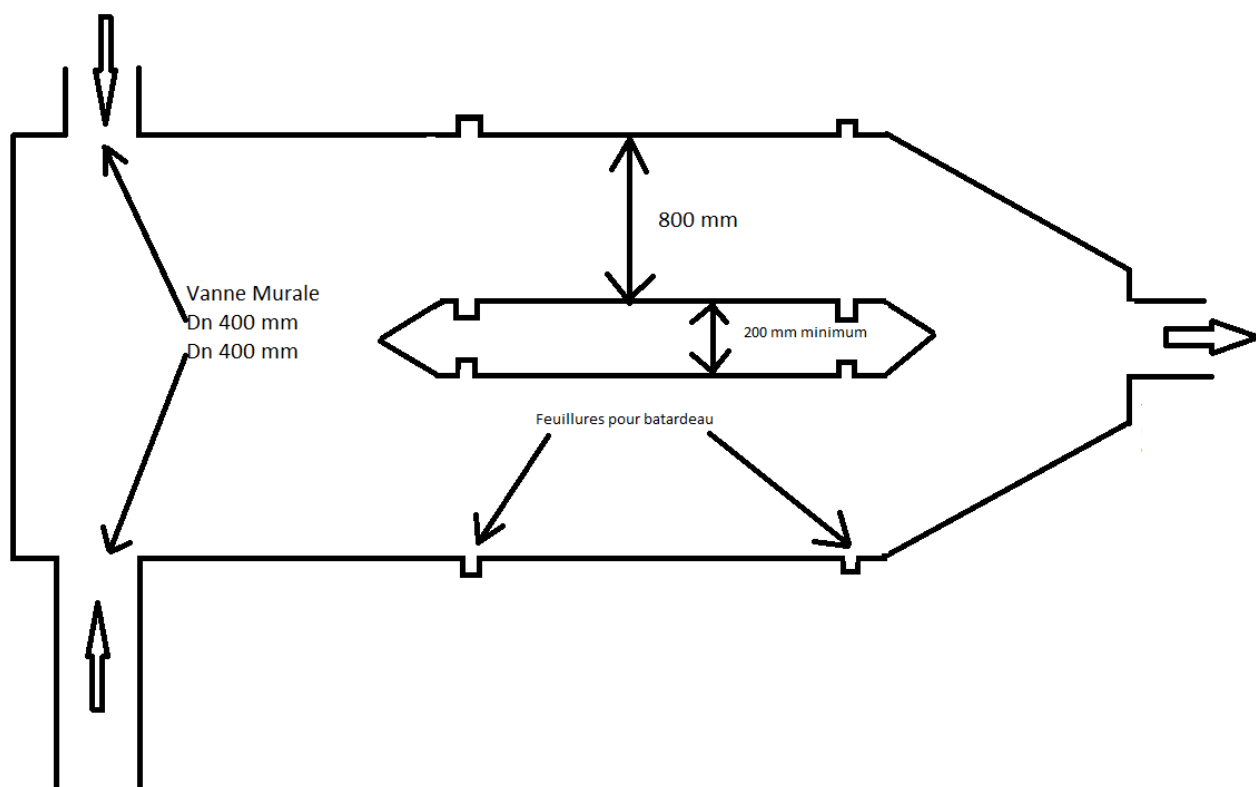 800 mm
Vanne Murale
Dn 400 mm
Dn 400 mm
200 mm minimum
Feuillures pour batardeau